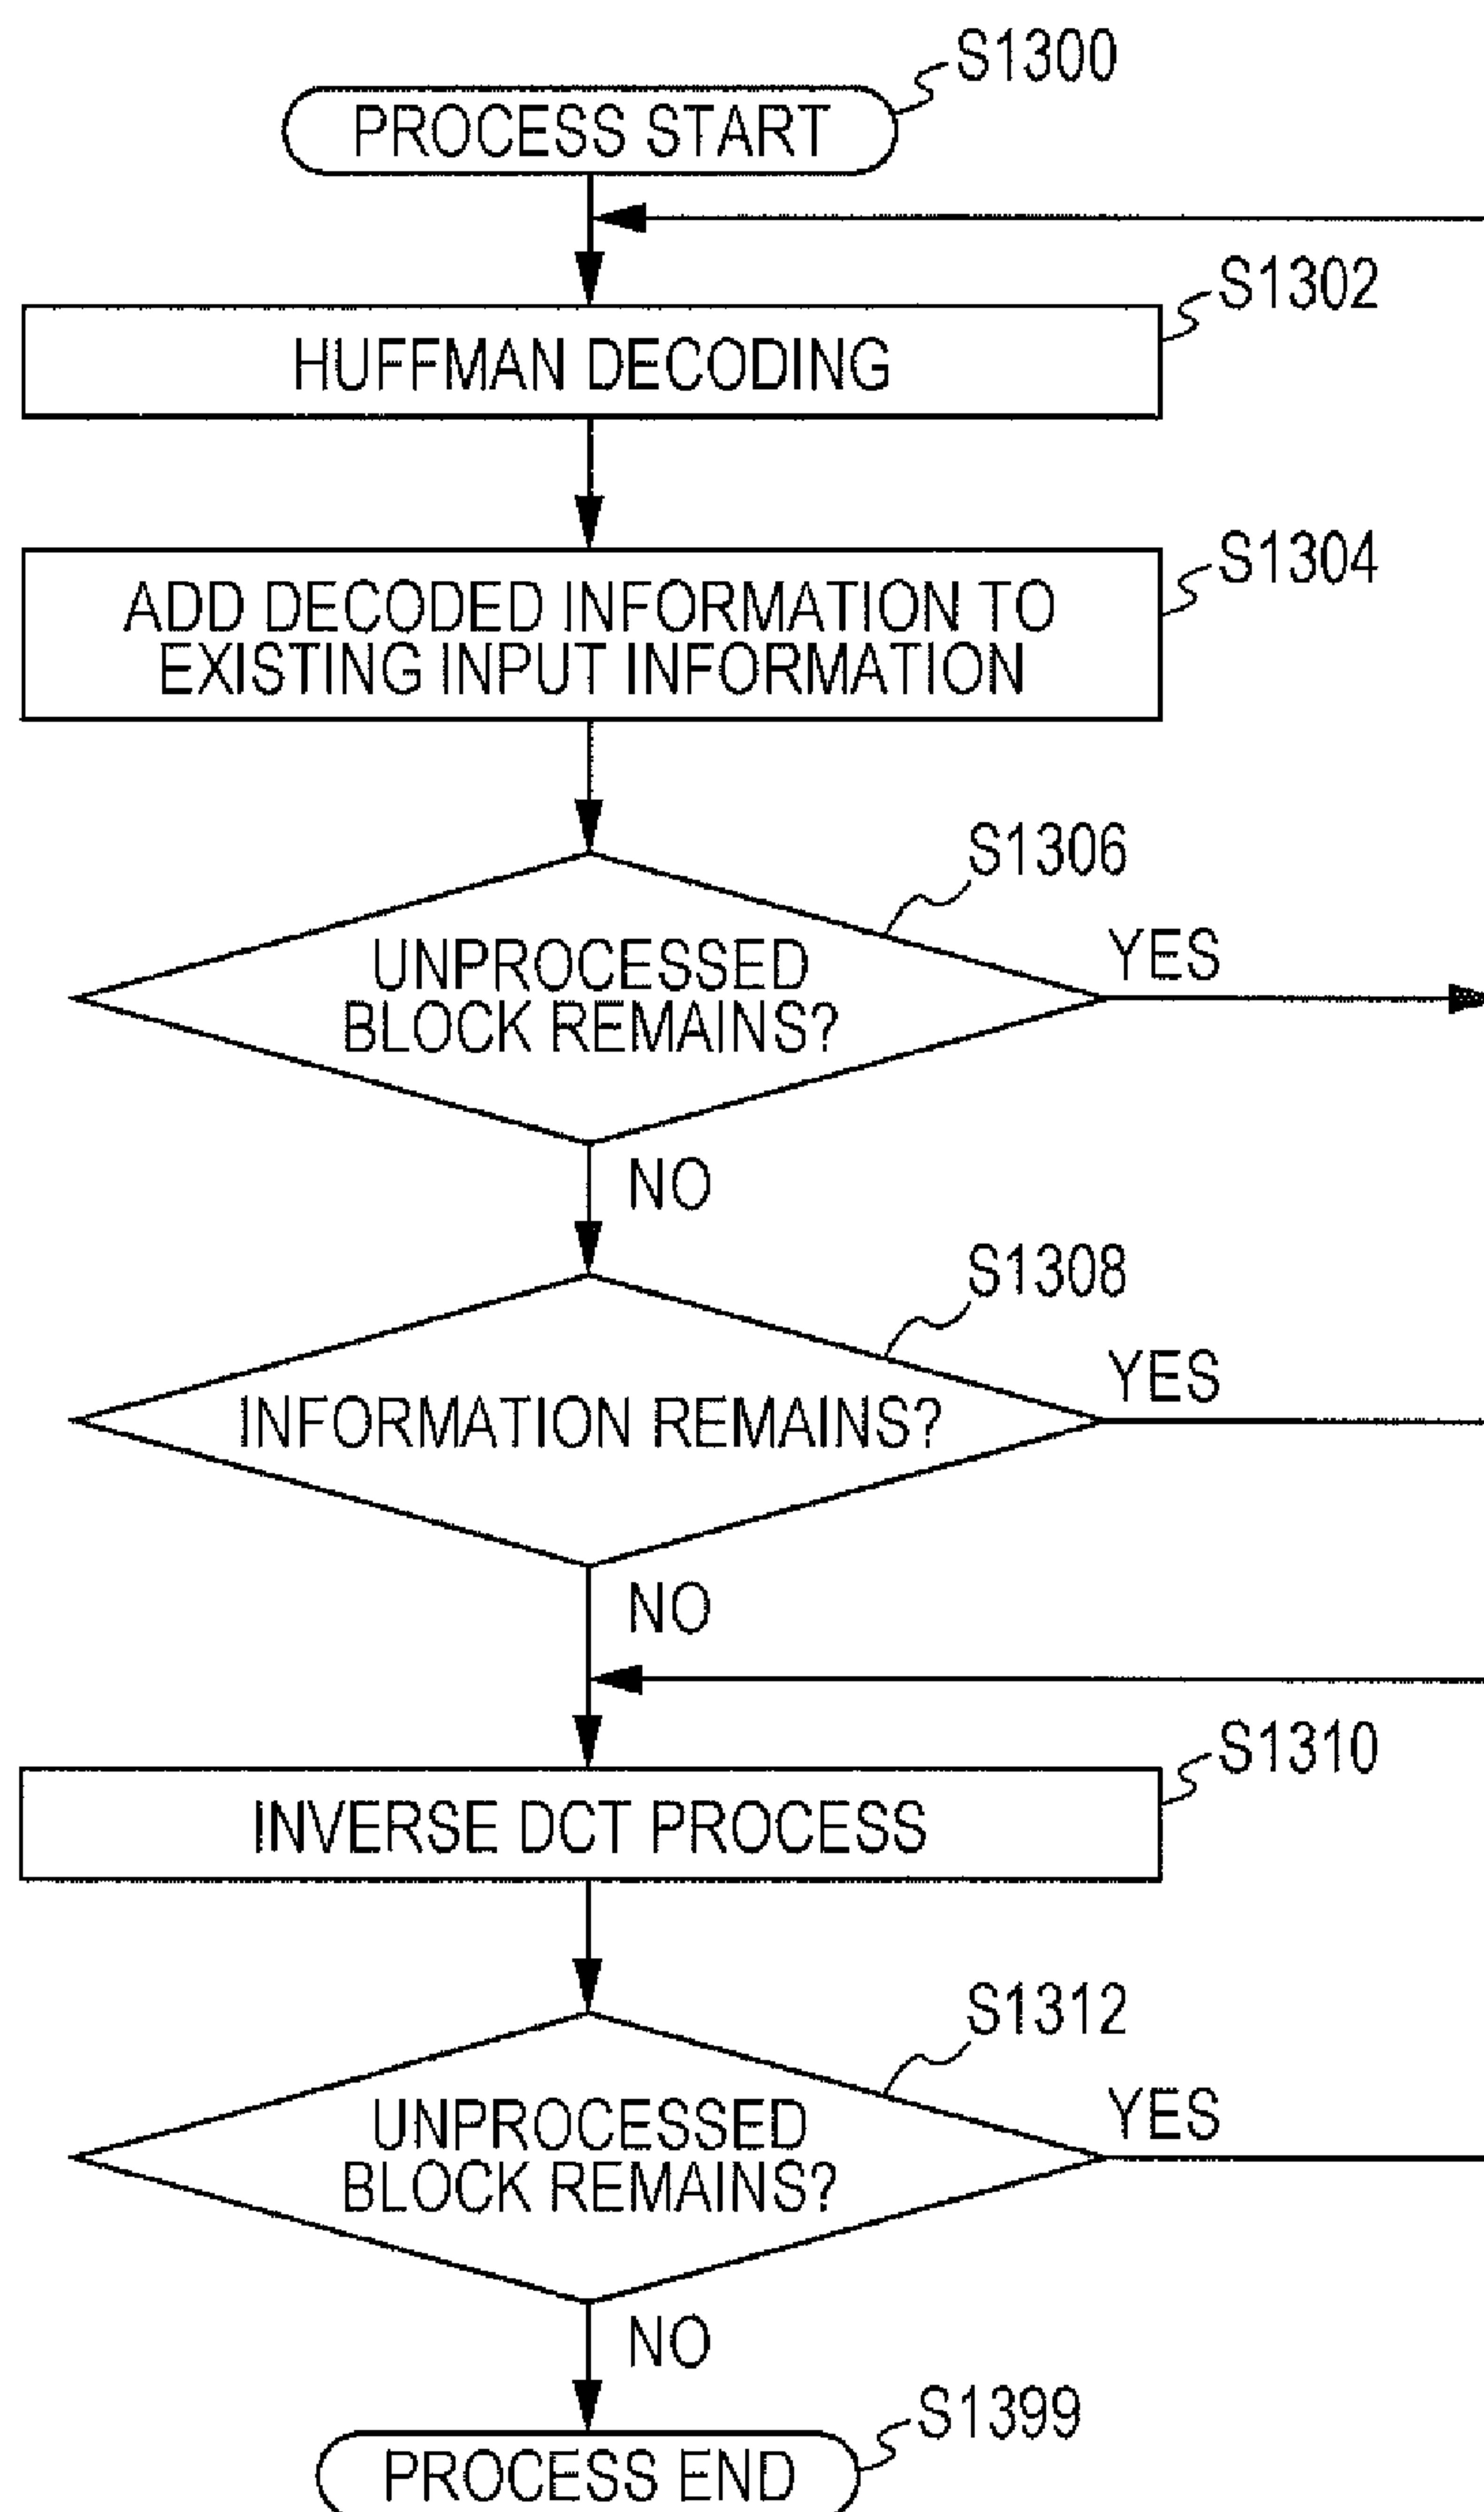 S1300
PROCESS START
S1302
HUFFMAN DECODING
S1304
ADD DECODED INFORMATION TO
EXISTING INPUT INFORMATION
S1306
UNPROCESSED
BLOCK REMAINS?
YES
NO
S1308
INFORMATION REMAINS?
YES
NO
S1310
INVERSE DCT PROCESS
S1312
UNPROCESSED
BLOCK REMAINS?
YES
NO
S1399
PROCESS END